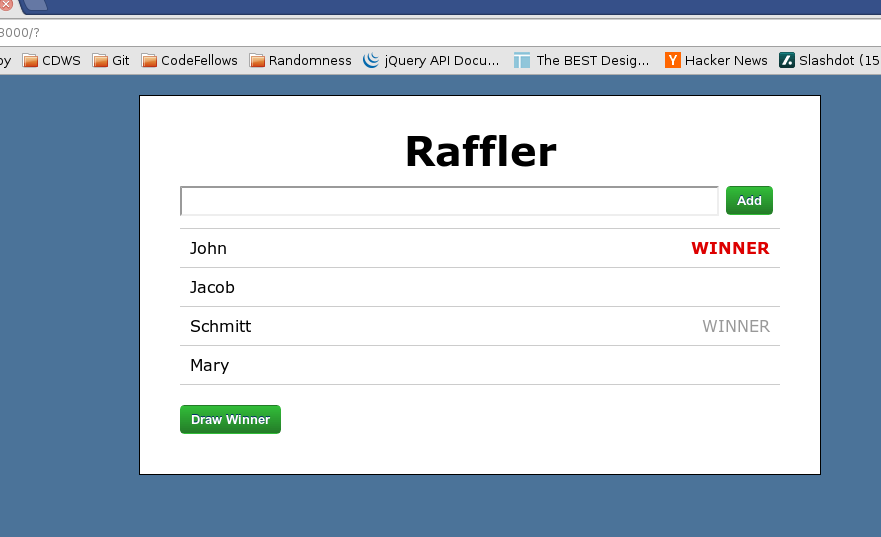 3000/?
CDWS Git CodeFellows Randomness jQuery API Docu... The BEST Desig... Y Hacker News Slashdot (15
Raffler
Add
John WINNER
Jacob
Schmitt WINNER
Mary
Draw Winner